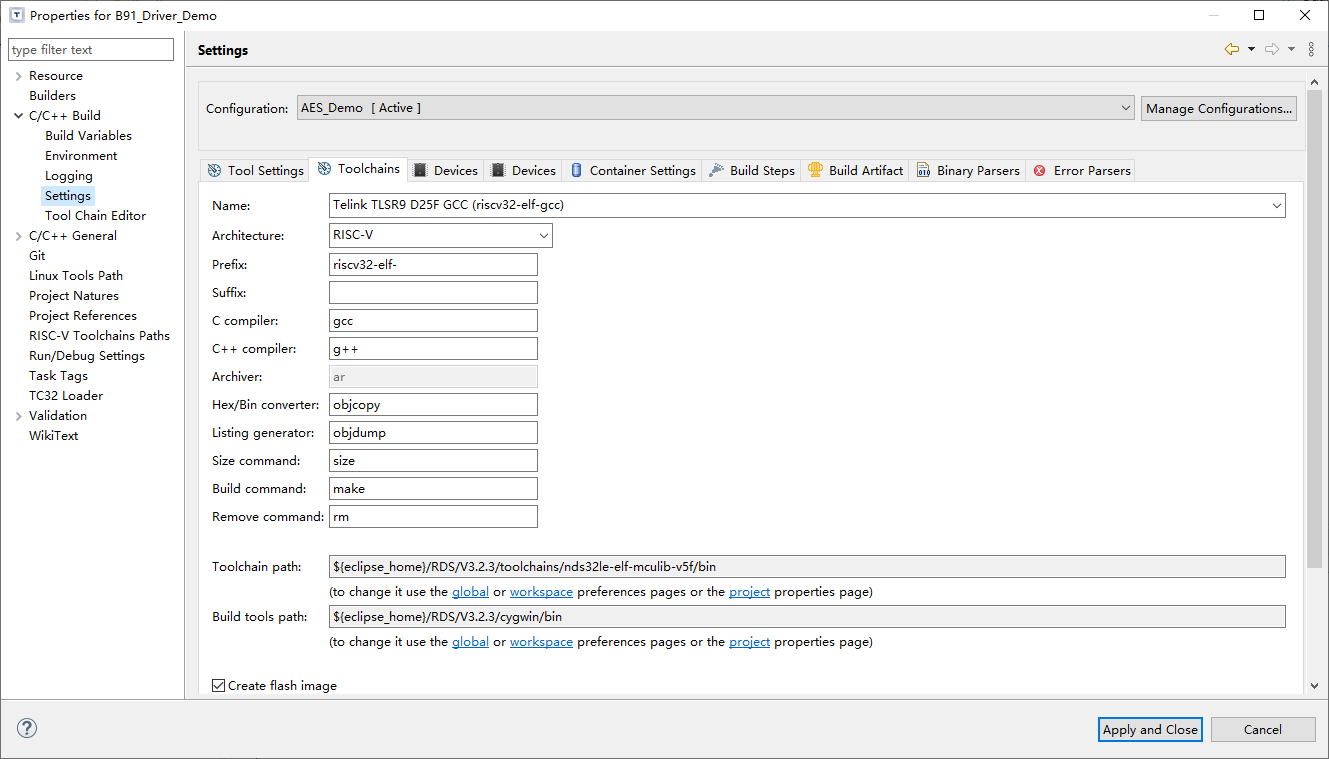 Properties for B91_Driver_Demo
type filter text
Resource
Builders
C/C++ Build
Build Variables
Environment
Logging
Settings
Tool Chain Editor
C/C++ General
Git
Linux Tools Path
Project Natures
Project References
RISC-V Toolchains Paths
Run/Debug Settings
Task Tags
TC32 Loader
Validation
WikiText
Settings
Configuration: AES_Demo [ Active ] Manage Configurations...
Tool Settings Toolchains Devices Devices Container Settings Build Steps Build Artifact Binary Parsers Error Parsers
Name: Telink TLSR9 D25F GCC (riscv32-elf-gcc)
Architecture: RISC-V
Prefix: riscv32-elf-
Suffix:
C compiler: gcc
C++ compiler: g++
Archiver: ar
Hex/Bin converter: objcopy
Listing generator: objdump
Size command: size
Build command: make
Remove command: rm
Toolchain path: ${eclipse_home}/RDS/V3.2.3/toolchains/nds32le-elf-mculib-v5f/bin
(to change it use the global or workspace preferences pages or the project properties page)
Build tools path: ${eclipse_home}/RDS/V3.2.3/cygwin/bin
(to change it use the global or workspace preferences pages or the project properties page)
Create flash image
Apply and Close Cancel